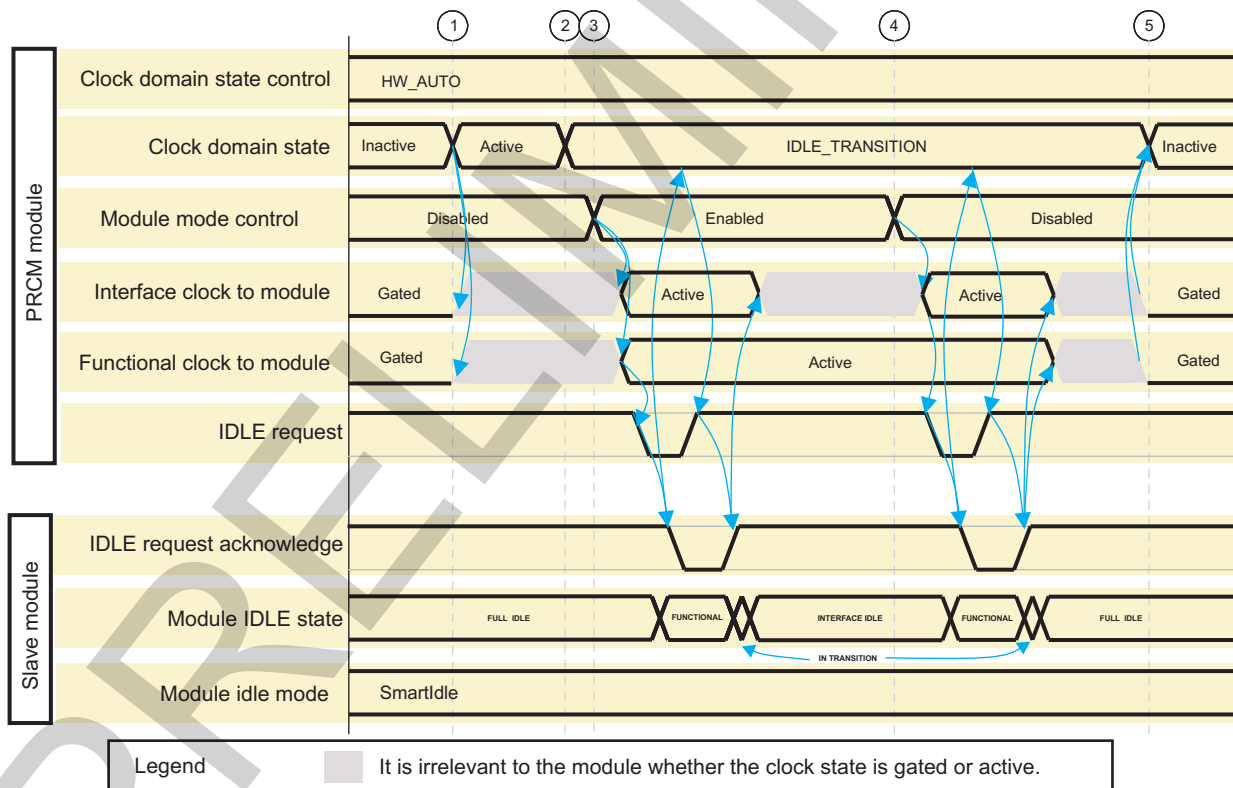 1 2 3 4 5
PRCM module
Clock domain state control
HW_AUTO
Clock domain state
Inactive Active IDLE_TRANSITION Inactive
Module mode control
Disabled Enabled Disabled
Interface clock to module
Gated Active Active Gated
Functional clock to module
Gated Active Gated
IDLE request
Slave module
IDLE request acknowledge
Module IDLE state
FULL IDLE FUNCTIONAL INTERFACE IDLE FUNCTIONAL FULL IDLE
IN TRANSITION
Module idle mode
SmartIdle
Legend
It is irrelevant to the module whether the clock state is gated or active.
PRELIMI